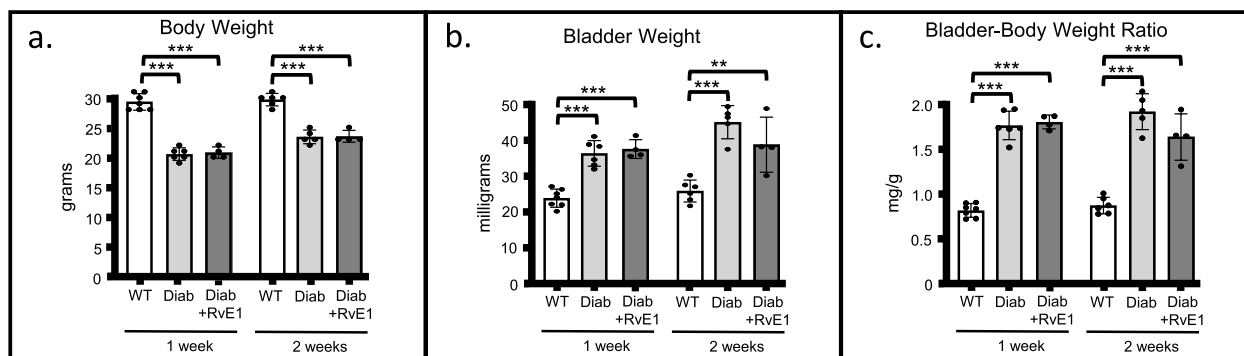 a.
Body Weight
***
***
***
***
grams
30
25
20
15
10
5
0
WT
Diab
Diab
+RvE1
WT
Diab
Diab
+RvE1
1 week
2 weeks
b.
Bladder Weight
***
***
**
***
milligrams
50
40
30
20
10
0
WT
Diab
Diab
+RvE1
WT
Diab
Diab
+RvE1
1 week
2 weeks
c.
Bladder-Body Weight Ratio
***
***
***
***
mg/g
2.0
1.5
1.0
0.5
0
WT
Diab
Diab
+RvE1
WT
Diab
Diab
+RvE1
1 week
2 weeks